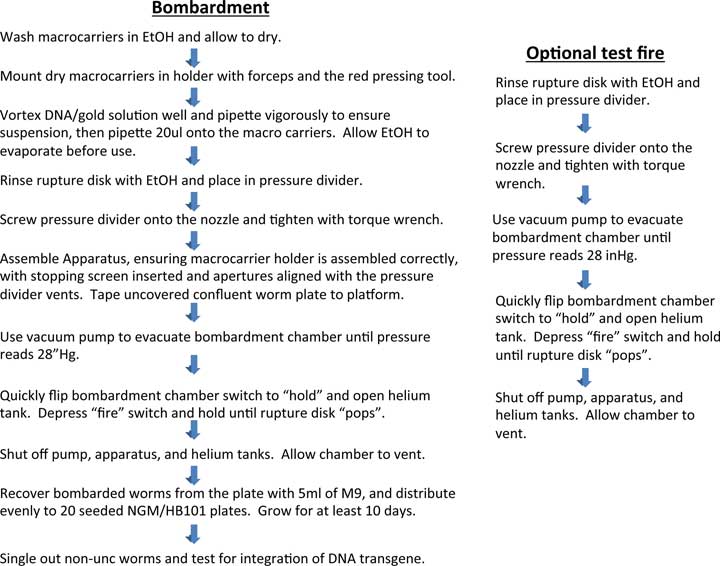 Bombardment
Wash macrocarriers in EtOH and allow to dry.
Mount dry macrocarriers in holder with forceps and the red pressing tool.
Vortex DNA/gold solution well and pipette vigorously to ensure
suspension, then pipette 20ul onto the macro carriers.  Allow EtOH to
evaporate before use.
Rinse rupture disk with EtOH and place in pressure divider.
Screw pressure divider onto the nozzle and tighten with torque wrench.
Assemble Apparatus, ensuring macrocarrier holder is assembled correctly,
with stopping screen inserted and apertures aligned with the pressure
divider vents.  Tape uncovered confluent worm plate to platform.
Use vacuum pump to evacuate bombardment chamber until pressure
reads 28”Hg.
Quickly flip bombardment chamber switch to “hold” and open helium
tank.  Depress “fire” switch and hold until rupture disk “pops”.
Shut off pump, apparatus, and helium tanks.  Allow chamber to vent.
Recover bombarded worms from the plate with 5ml of M9, and distribute
evenly to 20 seeded NGM/HB101 plates.  Grow for at least 10 days.
Single out non-unc worms and test for integration of DNA transgene.
Optional test fire
Rinse rupture disk with EtOH and
place in pressure divider.
Screw pressure divider onto the
nozzle and tighten with torque
wrench.
Use vacuum pump to evacuate
bombardment chamber until
pressure reads 28 inHg.
Quickly flip bombardment chamber
switch to “hold” and open helium
tank.  Depress “fire” switch and hold
until rupture disk “pops”.
Shut off pump, apparatus, and
helium tanks.  Allow chamber to
vent.